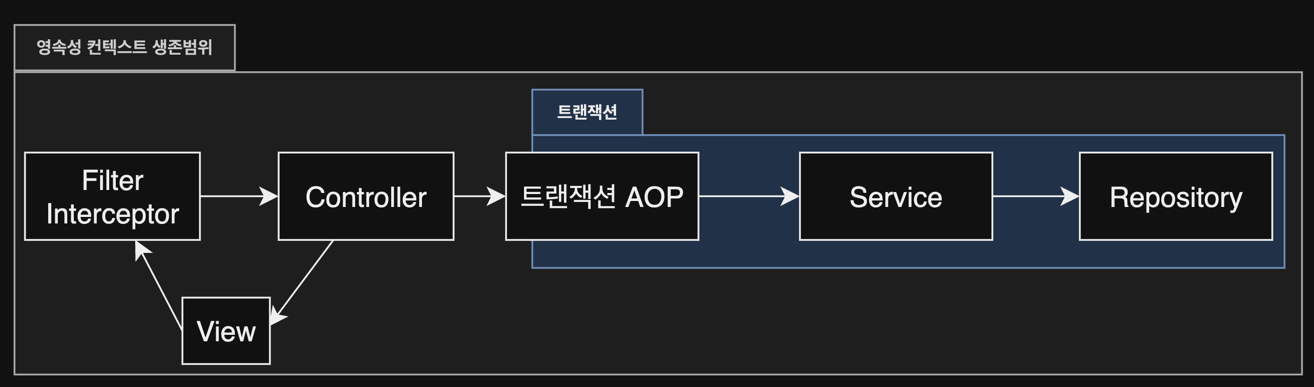 영속성 컨텍스트 생존범위
트랜잭션
Filter
Interceptor
Controller
트랜잭션 AOP
Service
Repository
View